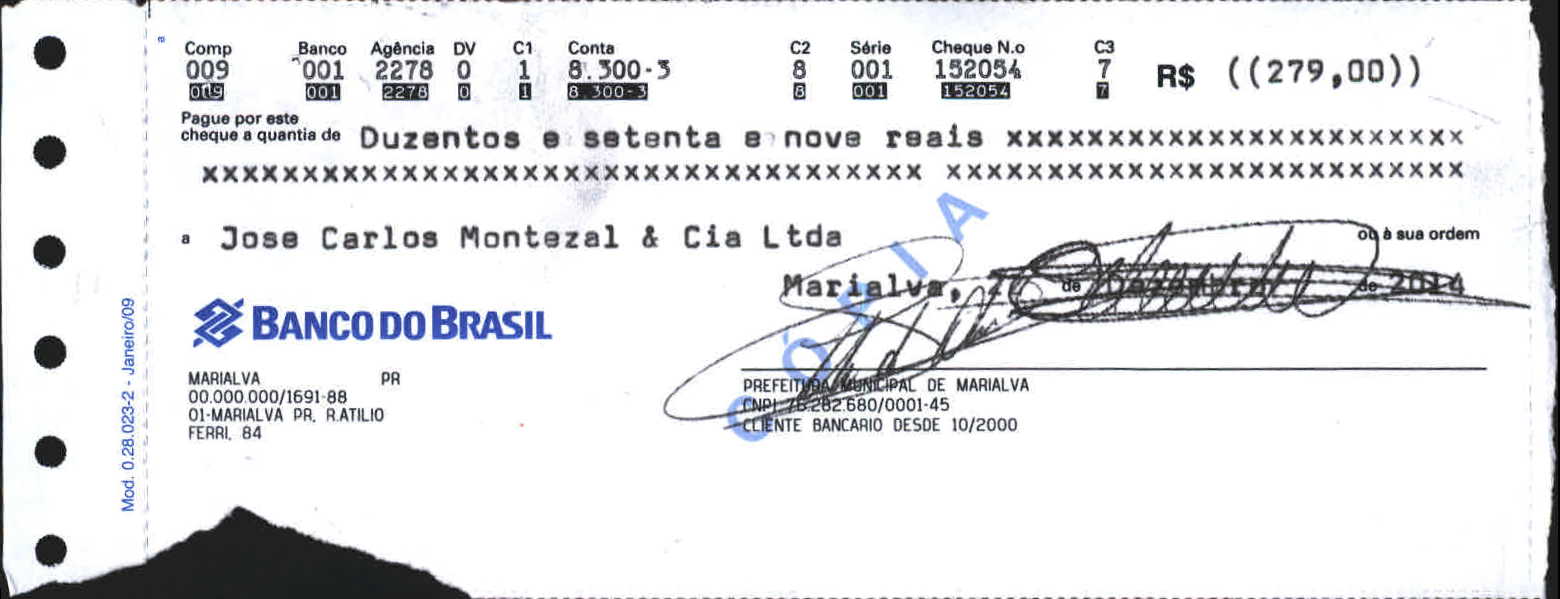 Comp Banco Agência DV C1 Conta C2 Série Cheque N.o C3
009 001 2278 0 1 8.300-3 8 001 152054 7 R$ ((279,00))
009 001 2278 0 1 8.300-3 8 001 152054 7
Pague por este
cheque a quantia de Duzentos e setenta e nove reais xxxxxxxxxxxxxxxxxxxxxxx
xxxxxxxxxxxxxxxxxxxxxxxxxxxxxxxxxxxx xxxxxxxxxxxxxxxxxxxxxxxxxx
a Jose Carlos Montezal & Cia Ltda
ou à sua ordem
Marialva, de Dezembro de 2014
CÓPIA
BANCO DO BRASIL
MARIALVA PR
00.000.000/1691-88
01-MARIALVA PR. R.ATILIO
FERRI, 84
PREFEITURA MUNICIPAL DE MARIALVA
CNPJ 76.282.680/0001-45
CLIENTE BANCARIO DESDE 10/2000
Mod. 0.28.023-2 - Janeiro/09